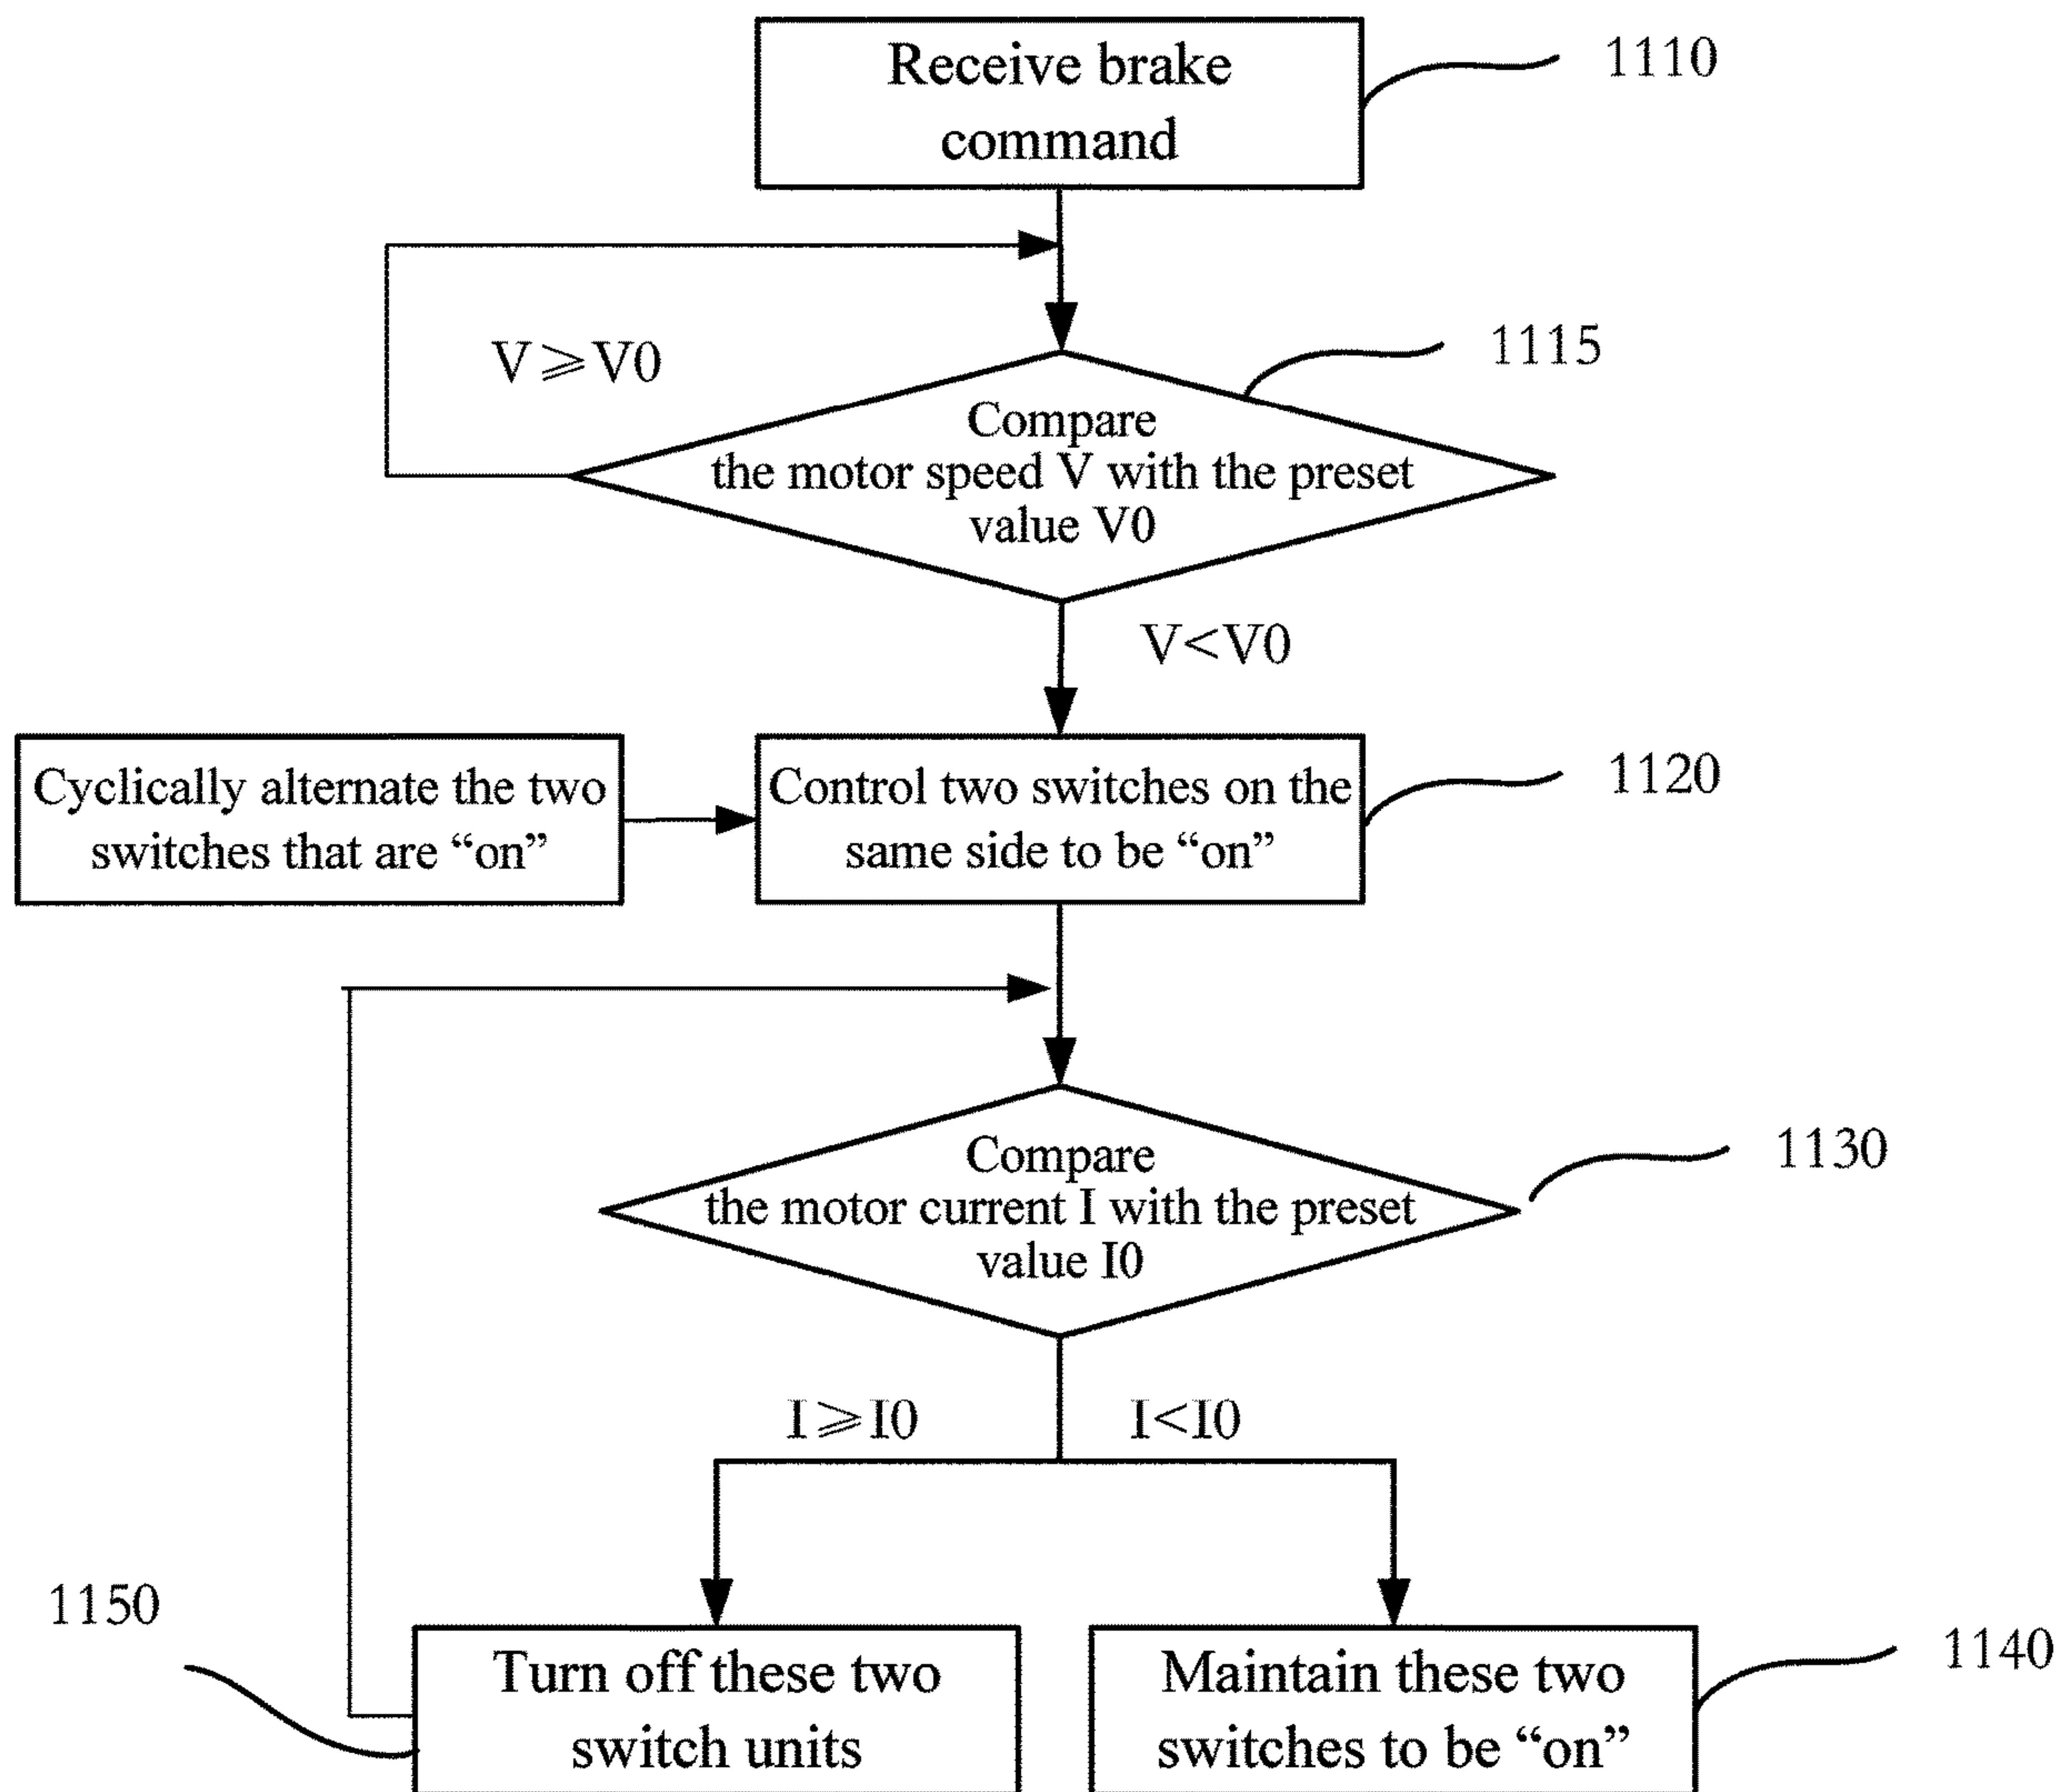 Receive brake
command
1110
V⩾V0
1115
Compare
the motor speed V with the preset
value V0
V<V0
Cyclically alternate the two
switches that are “on”
Control two switches on the
same side to be “on”
1120
Compare
the motor current I with the preset
value I0
1130
I⩾I0
I<I0
1150
Turn off these two
switch units
Maintain these two
switches to be “on”
1140